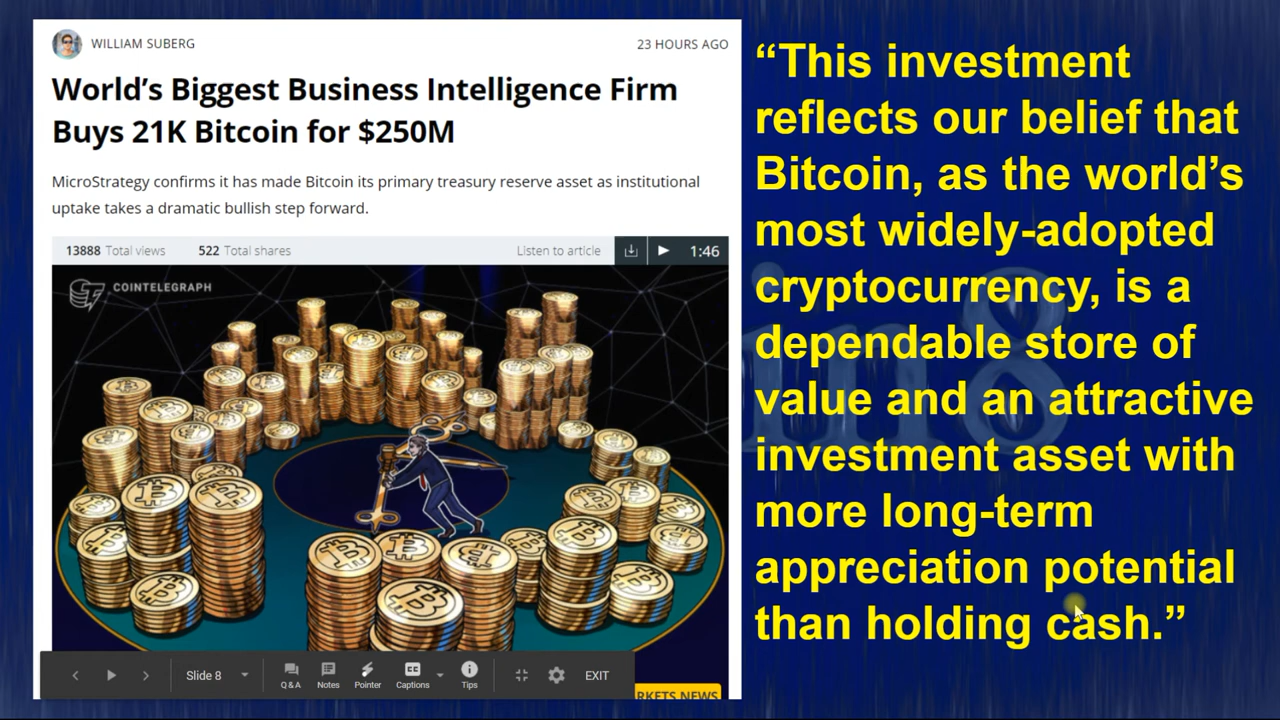 WILLIAM SUBERG
23 HOURS AGO
World's Biggest Business Intelligence Firm
Buys 21K Bitcoin for $250M
MicroStrategy confirms it has made Bitcoin its primary treasury reserve asset as institutional
uptake takes a dramatic bullish step forward.
13888 Total views
522 Total shares
Listen to article
1:46
COINTELEGRAPH
Slide 8
Q&A
Notes
Pointer
CC
Captions
Tips
EXIT
RKETS NEWS
“This investment
reflects our belief that
Bitcoin, as the world’s
most widely-adopted
cryptocurrency, is a
dependable store of
value and an attractive
investment asset with
more long-term
appreciation potential
than holding cash.”